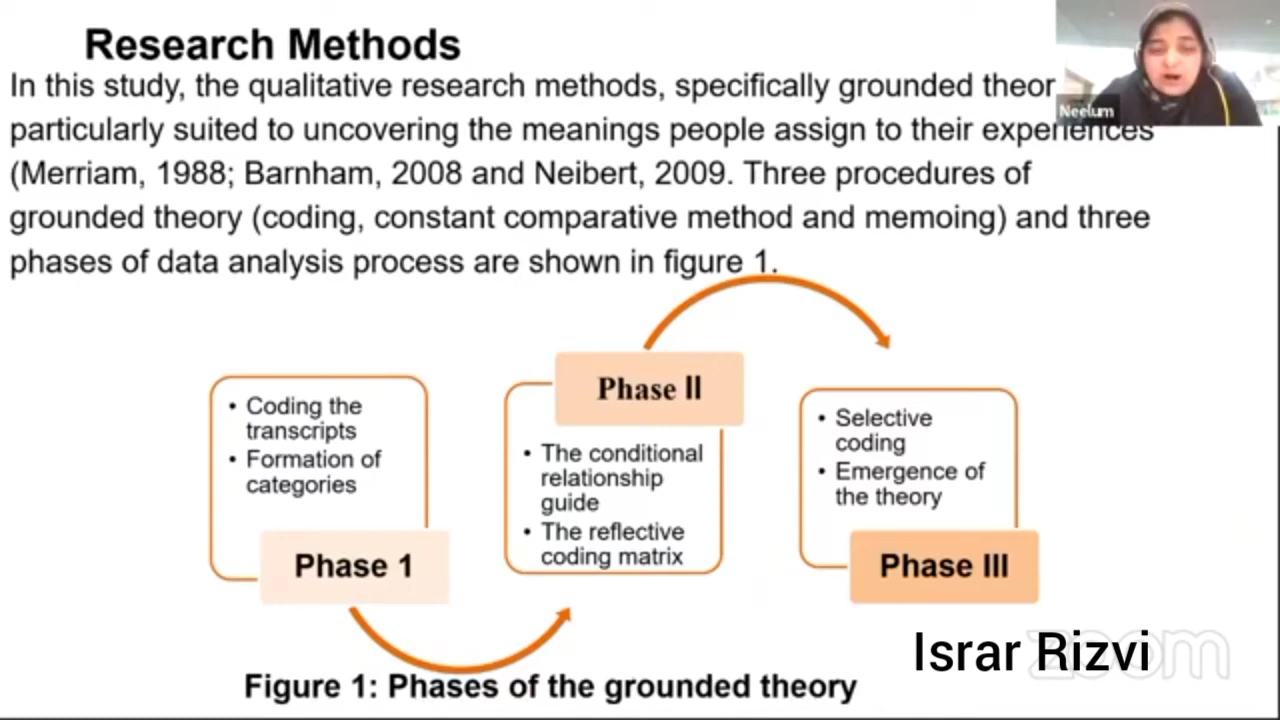 Research Methods
In this study, the qualitative research methods, specifically grounded theor
particularly suited to uncovering the meanings people assign to their experiences
(Merriam, 1988; Barnham, 2008 and Neibert, 2009. Three procedures of
grounded theory (coding, constant comparative method and memoing) and three
phases of data analysis process are shown in figure 1.
Neelum
• Coding the
transcripts
• Formation of
categories
Phase 1
Phase II
• The conditional
relationship
guide
• The reflective
coding matrix
• Selective
coding
• Emergence of
the theory
Phase III
Israr Rizvi
zoom
Figure 1: Phases of the grounded theory